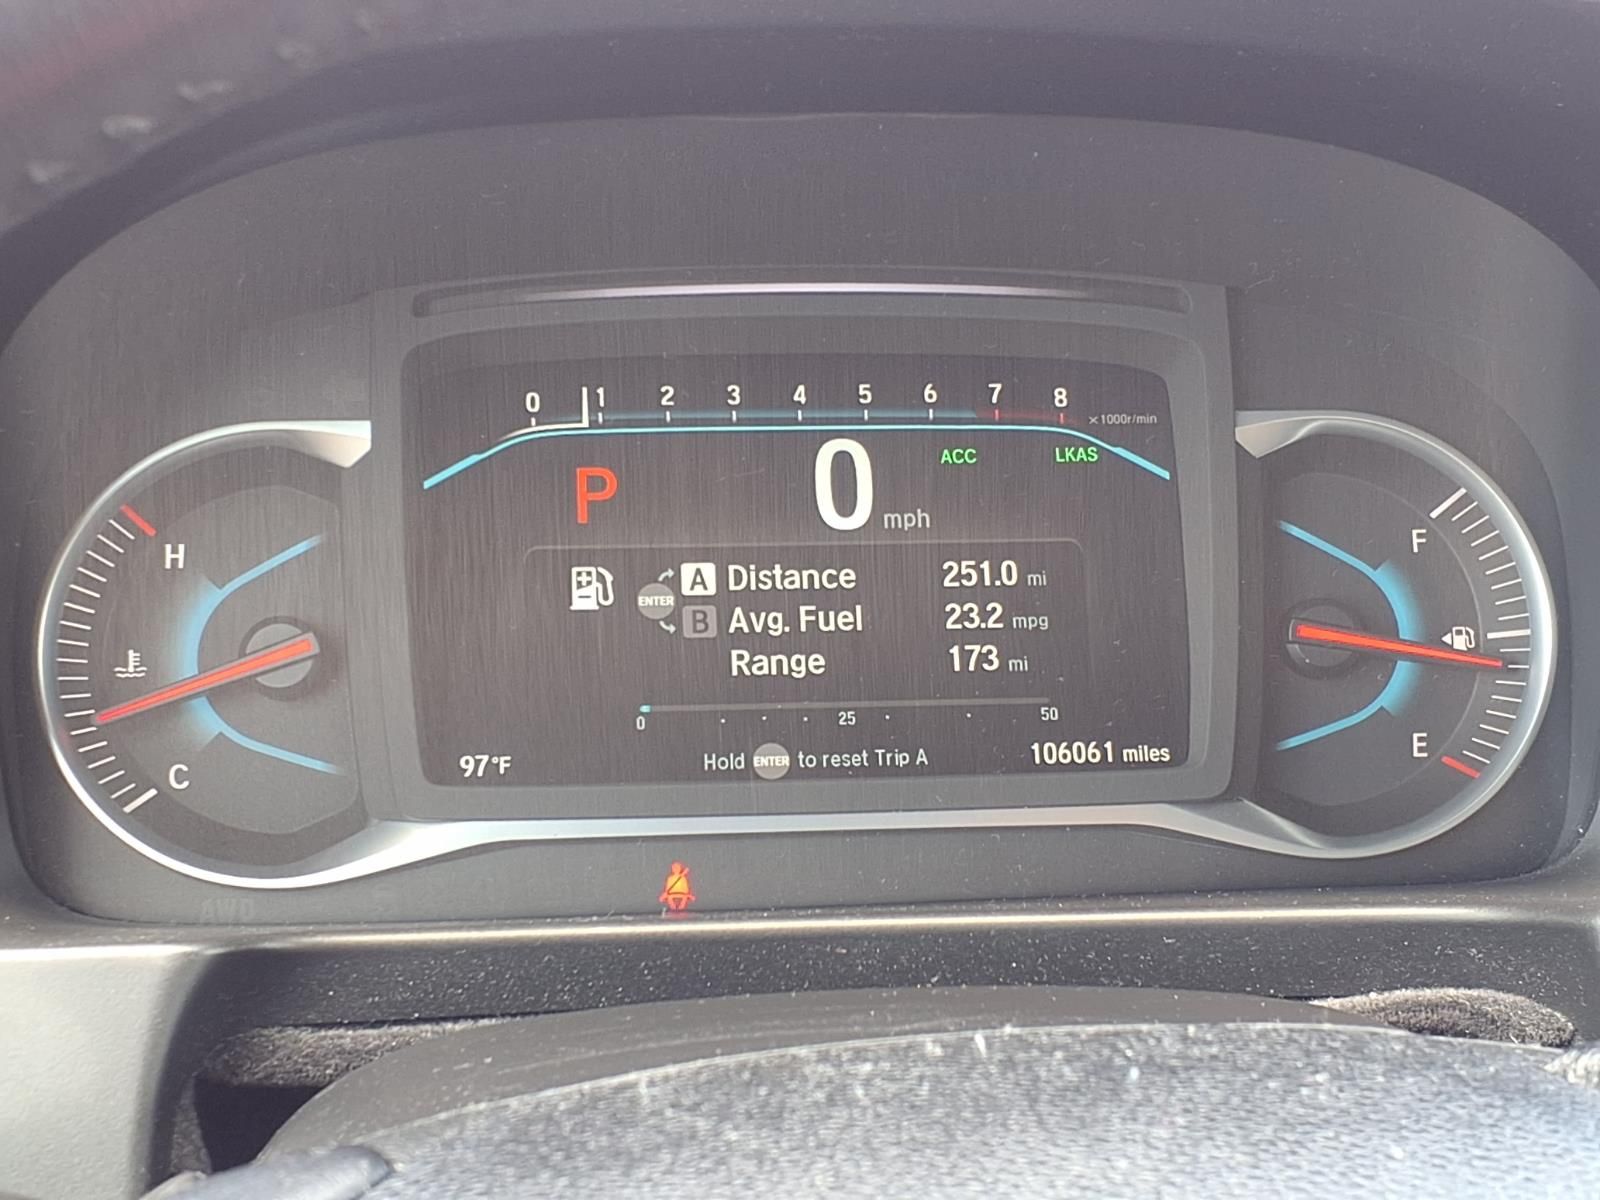 0 1 2 3 4 5 6 7 8
×1000r/min
P 0 mph ACC LKAS
H
C
ENTER
A Distance 251.0 mi
B Avg. Fuel 23.2 mpg
Range 173 mi
0 25 50
97°F
Hold ENTER to reset Trip A
106061 miles
F
E
AWD